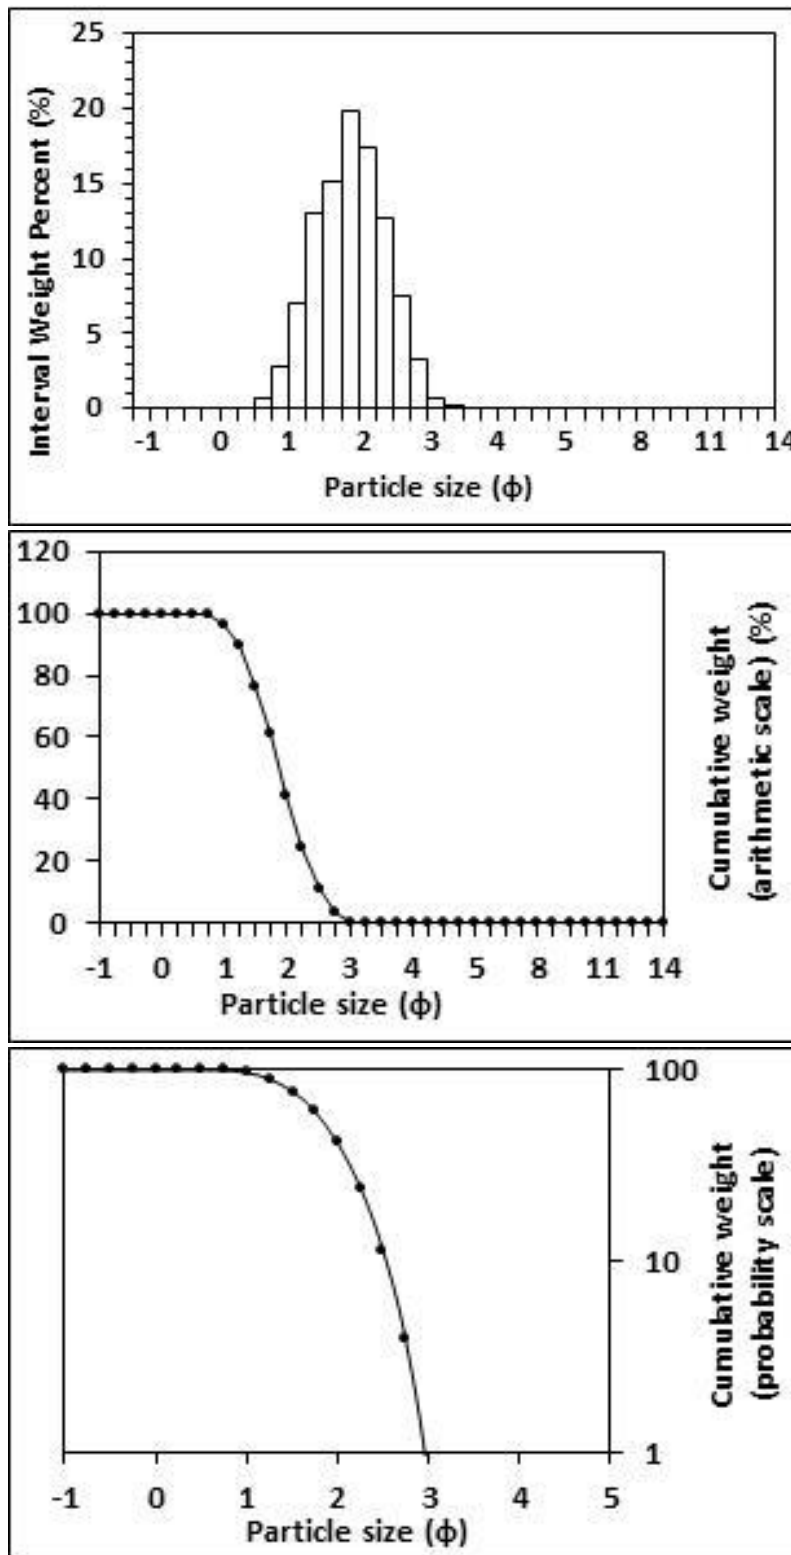 Interval Weight Percent (%)
25
20
15
10
5
0
-1 0 1 2 3 4 5 8 11 14
Particle size (ϕ)
120
100
80
60
40
20
0
-1 0 1 2 3 4 5 8 11 14
Particle size (ϕ)
Cumulative weight
(arithmetic scale) (%)
100
10
1
-1 0 1 2 3 4 5
Particle size (ϕ)
Cumulative weight
(probability scale)